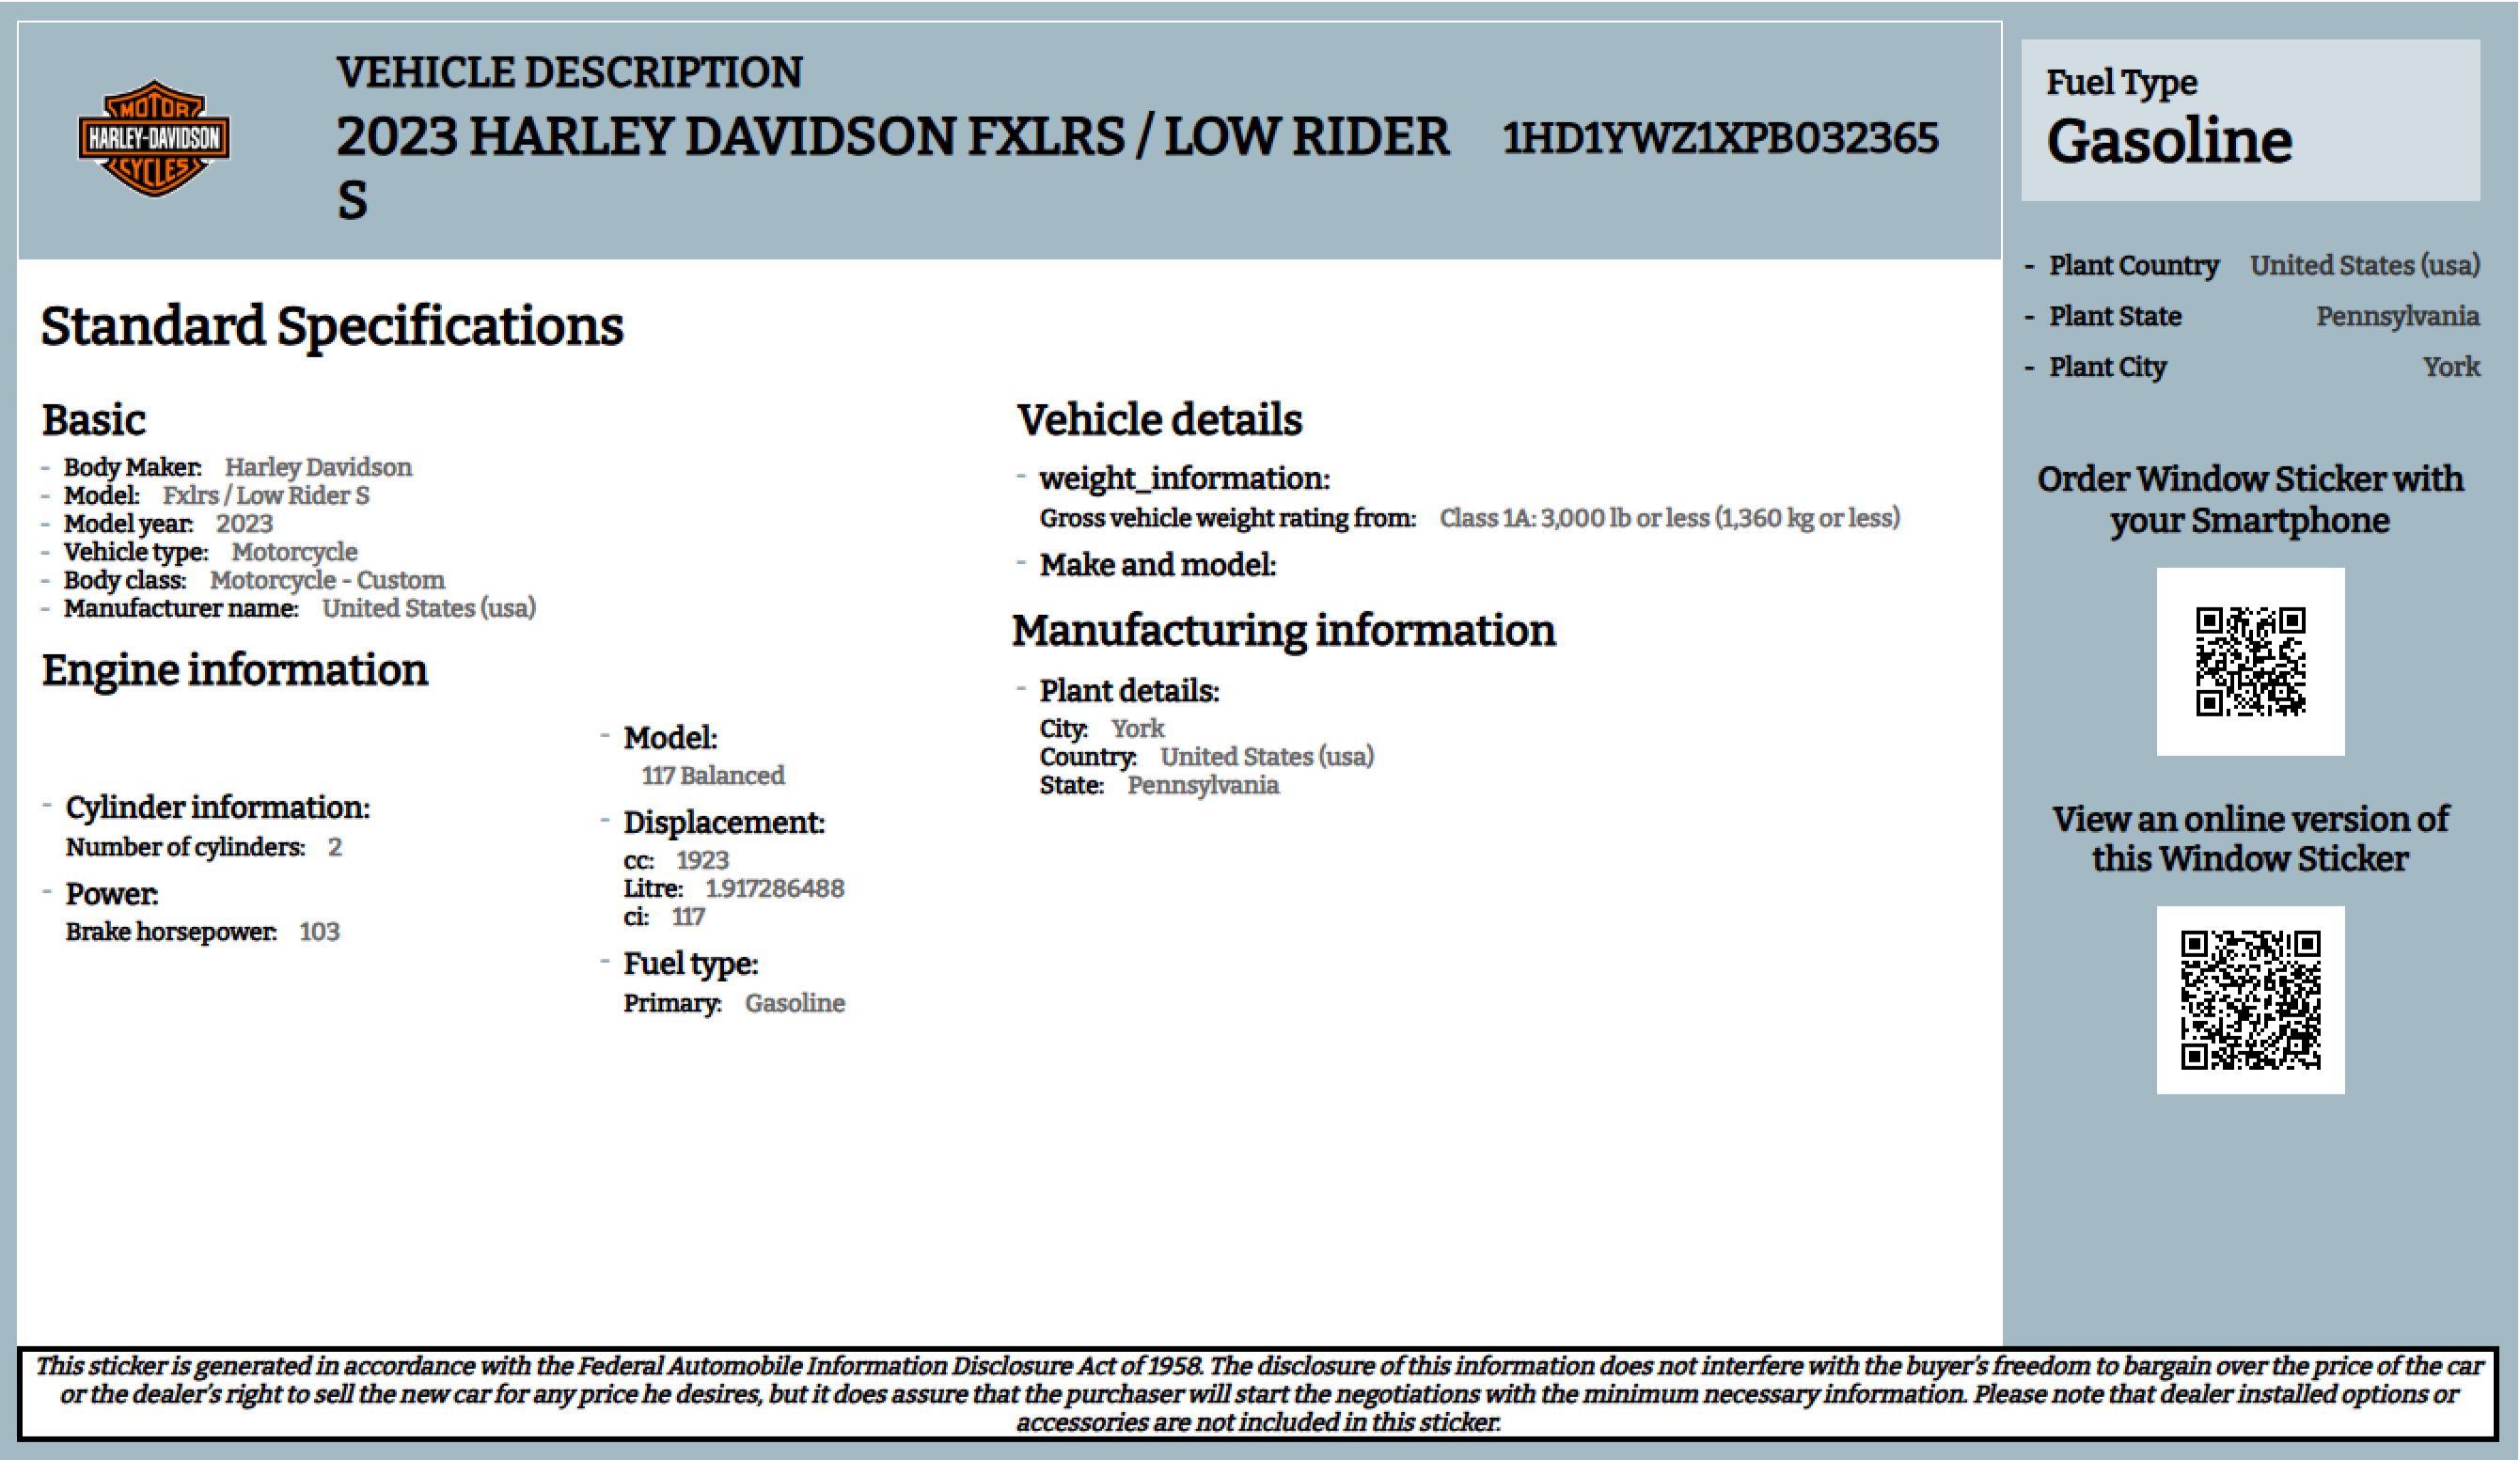 MOTOR
HARLEY-DAVIDSON
CYCLES
VEHICLE DESCRIPTION
2023 HARLEY DAVIDSON FXLRS / LOW RIDER
S
1HD1YWZ1XPB032365
Standard Specifications
Basic
- Body Maker: Harley Davidson
- Model: Fxlrs / Low Rider S
- Model year: 2023
- Vehicle type: Motorcycle
- Body class: Motorcycle - Custom
- Manufacturer name: United States (usa)
Engine information
- Cylinder information:
Number of cylinders: 2
- Power:
Brake horsepower: 103
- Model:
117 Balanced
- Displacement:
cc: 1923
Litre: 1.917286488
ci: 117
- Fuel type:
Primary: Gasoline
Vehicle details
- weight_information:
Gross vehicle weight rating from: Class 1A: 3,000 lb or less (1,360 kg or less)
- Make and model:
Manufacturing information
- Plant details:
City: York
Country: United States (usa)
State: Pennsylvania
Fuel Type
Gasoline
- Plant Country United States (usa)
- Plant State Pennsylvania
- Plant City York
Order Window Sticker with
your Smartphone
View an online version of
this Window Sticker
This sticker is generated in accordance with the Federal Automobile Information Disclosure Act of 1958. The disclosure of this information does not interfere with the buyer's freedom to bargain over the price of the car
or the dealer's right to sell the new car for any price he desires, but it does assure that the purchaser will start the negotiations with the minimum necessary information. Please note that dealer installed options or
accessories are not included in this sticker.